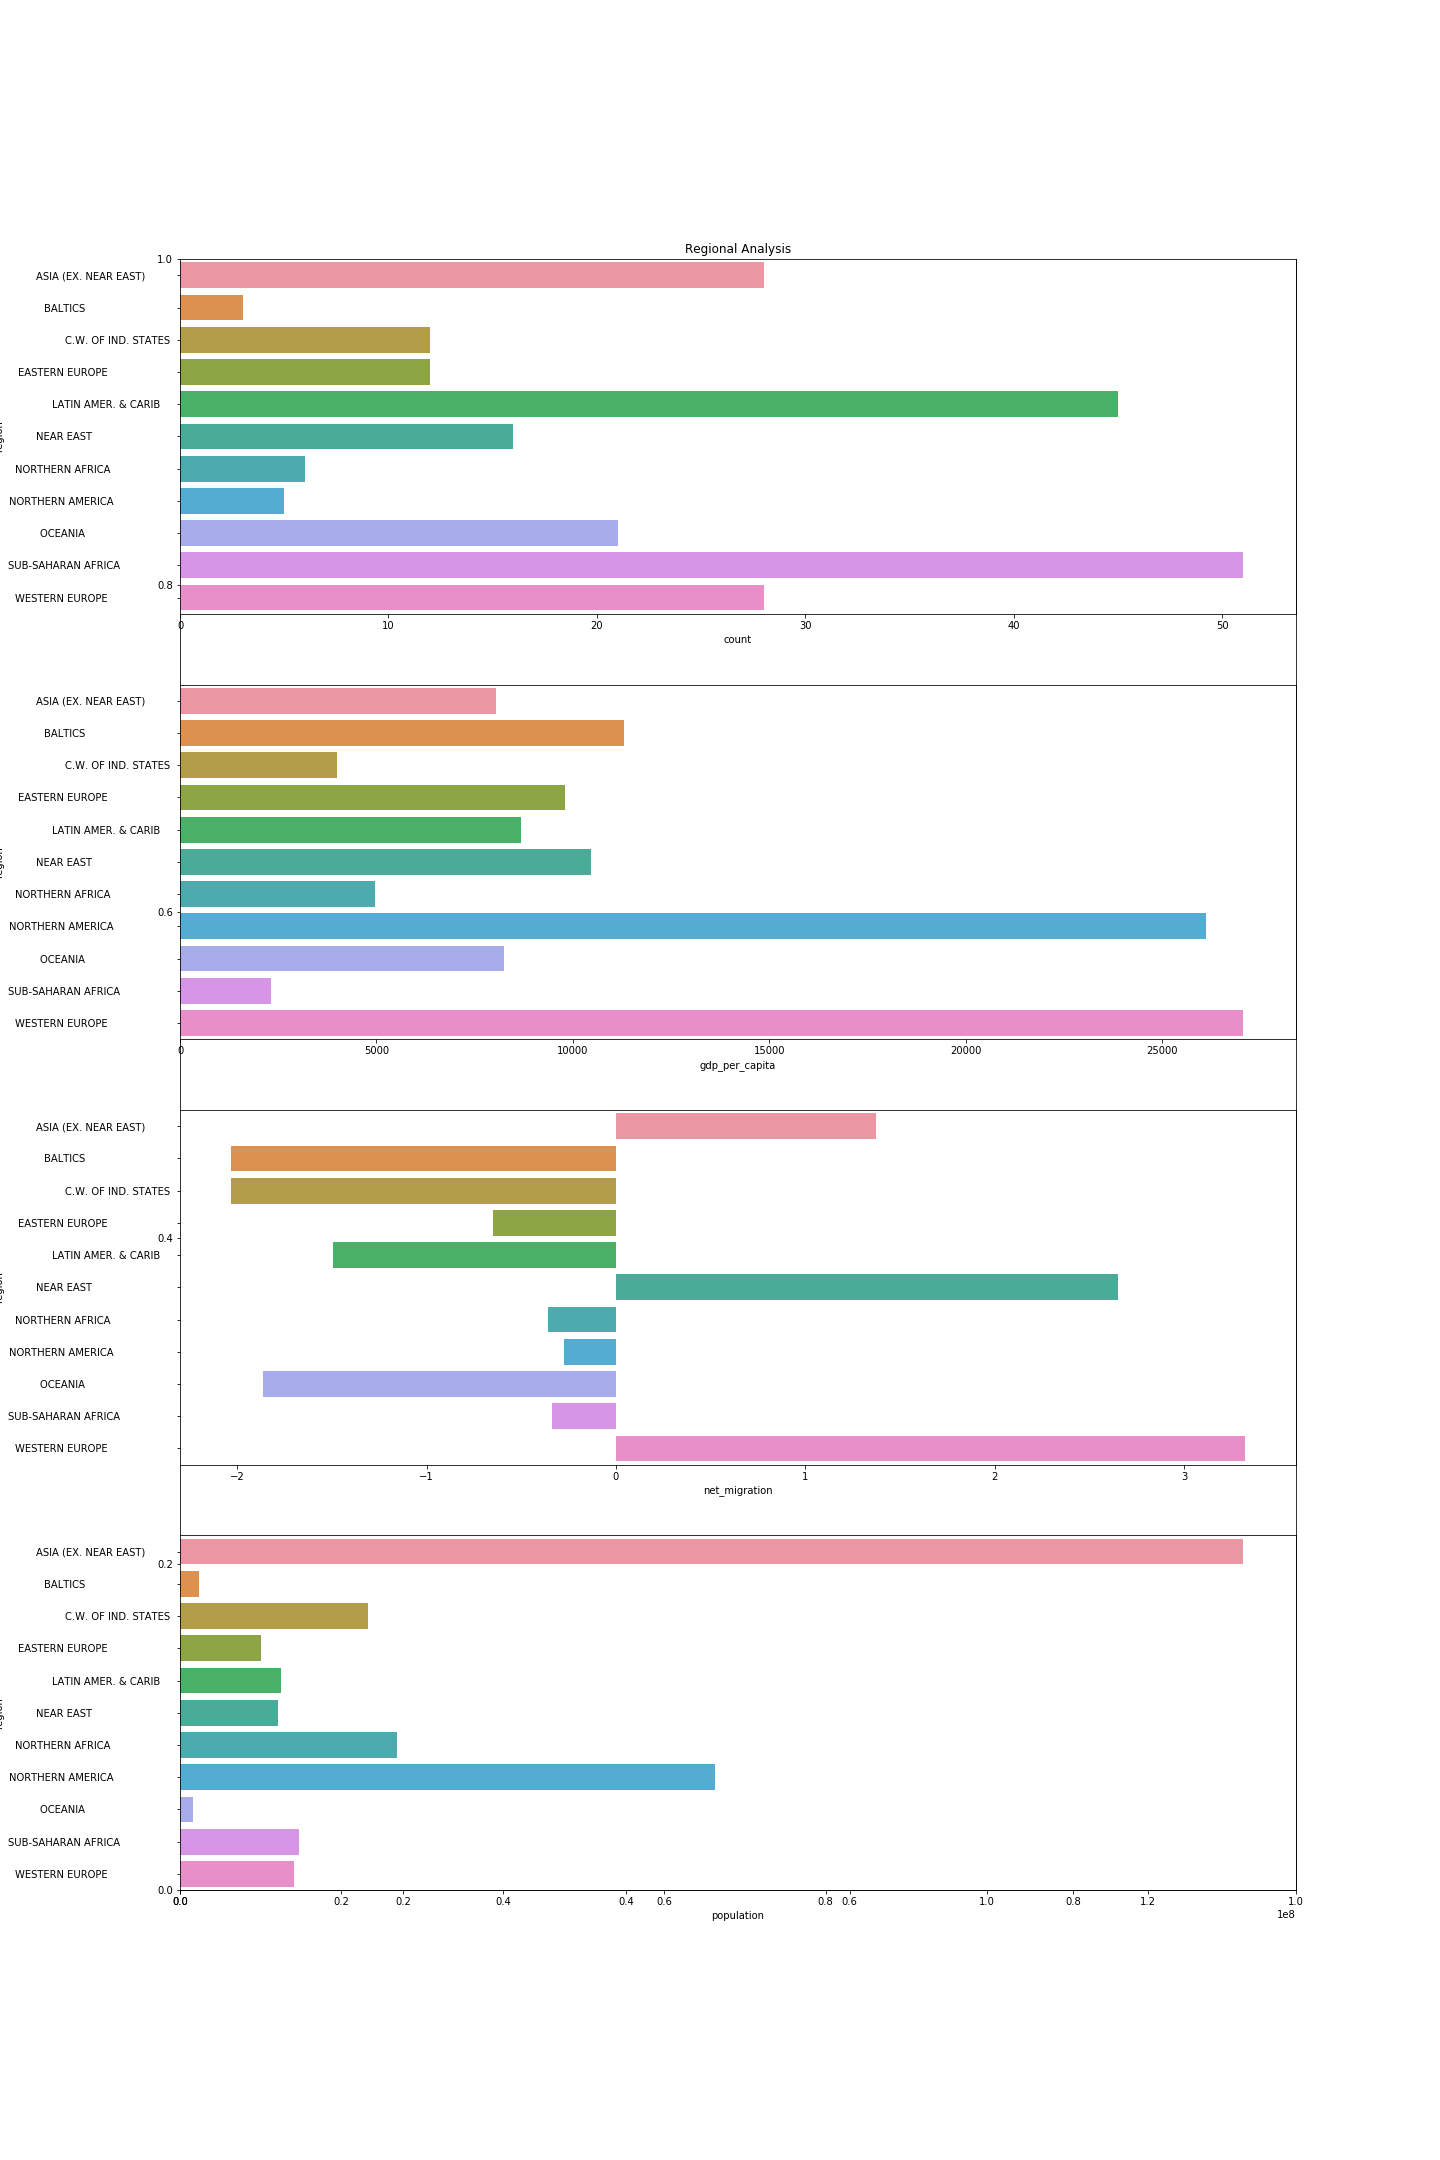 Regional Analysis
1.0
ASIA (EX. NEAR EAST)
BALTICS
C.W. OF IND. STATES
EASTERN EUROPE
LATIN AMER. & CARIB
NEAR EAST
NORTHERN AFRICA
NORTHERN AMERICA
OCEANIA
SUB-SAHARAN AFRICA
0.8
WESTERN EUROPE
0 10 20 30 40 50
count
ASIA (EX. NEAR EAST)
BALTICS
C.W. OF IND. STATES
EASTERN EUROPE
LATIN AMER. & CARIB
NEAR EAST
NORTHERN AFRICA
0.6
NORTHERN AMERICA
OCEANIA
SUB-SAHARAN AFRICA
WESTERN EUROPE
0 5000 10000 15000 20000 25000
gdp_per_capita
ASIA (EX. NEAR EAST)
BALTICS
C.W. OF IND. STATES
EASTERN EUROPE
0.4
LATIN AMER. & CARIB
NEAR EAST
NORTHERN AFRICA
NORTHERN AMERICA
OCEANIA
SUB-SAHARAN AFRICA
WESTERN EUROPE
−2 −1 0 1 2 3
net_migration
ASIA (EX. NEAR EAST)
0.2
BALTICS
C.W. OF IND. STATES
EASTERN EUROPE
LATIN AMER. & CARIB
NEAR EAST
NORTHERN AFRICA
NORTHERN AMERICA
OCEANIA
SUB-SAHARAN AFRICA
WESTERN EUROPE
0.0
0.0 0.2 0.2 0.4 0.4 0.6 0.8 0.6 1.0 0.8 1.2 1.0
1e8
population